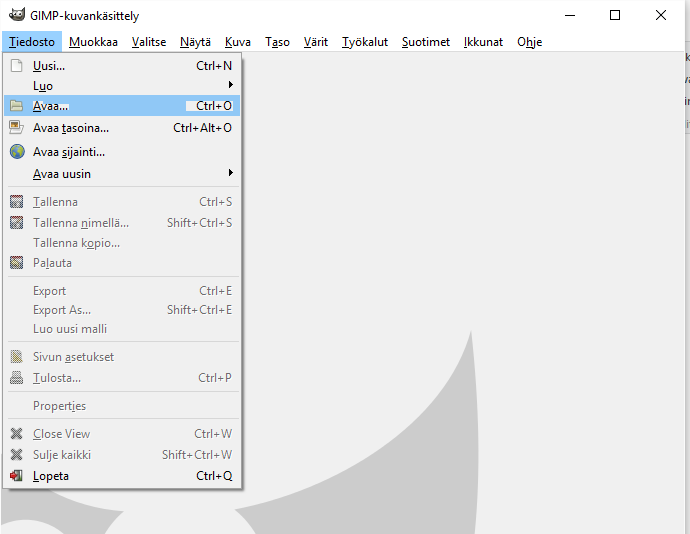 GIMP-kuvankäsittely
Tiedosto Muokkaa Valitse Näytä Kuva Taso Värit Työkalut Suotimet Ikkunat Ohje
Uusi... Ctrl+N
Luo
Avaa... Ctrl+O
Avaa tasoina... Ctrl+Alt+O
Avaa sijainti...
Avaa uusin
Tallenna Ctrl+S
Tallenna nimellä... Shift+Ctrl+S
Tallenna kopio...
Palauta
Export Ctrl+E
Export As... Shift+Ctrl+E
Luo uusi malli
Sivun asetukset
Tulosta... Ctrl+P
Properties
Close View Ctrl+W
Sulje kaikki Shift+Ctrl+W
Lopeta Ctrl+Q